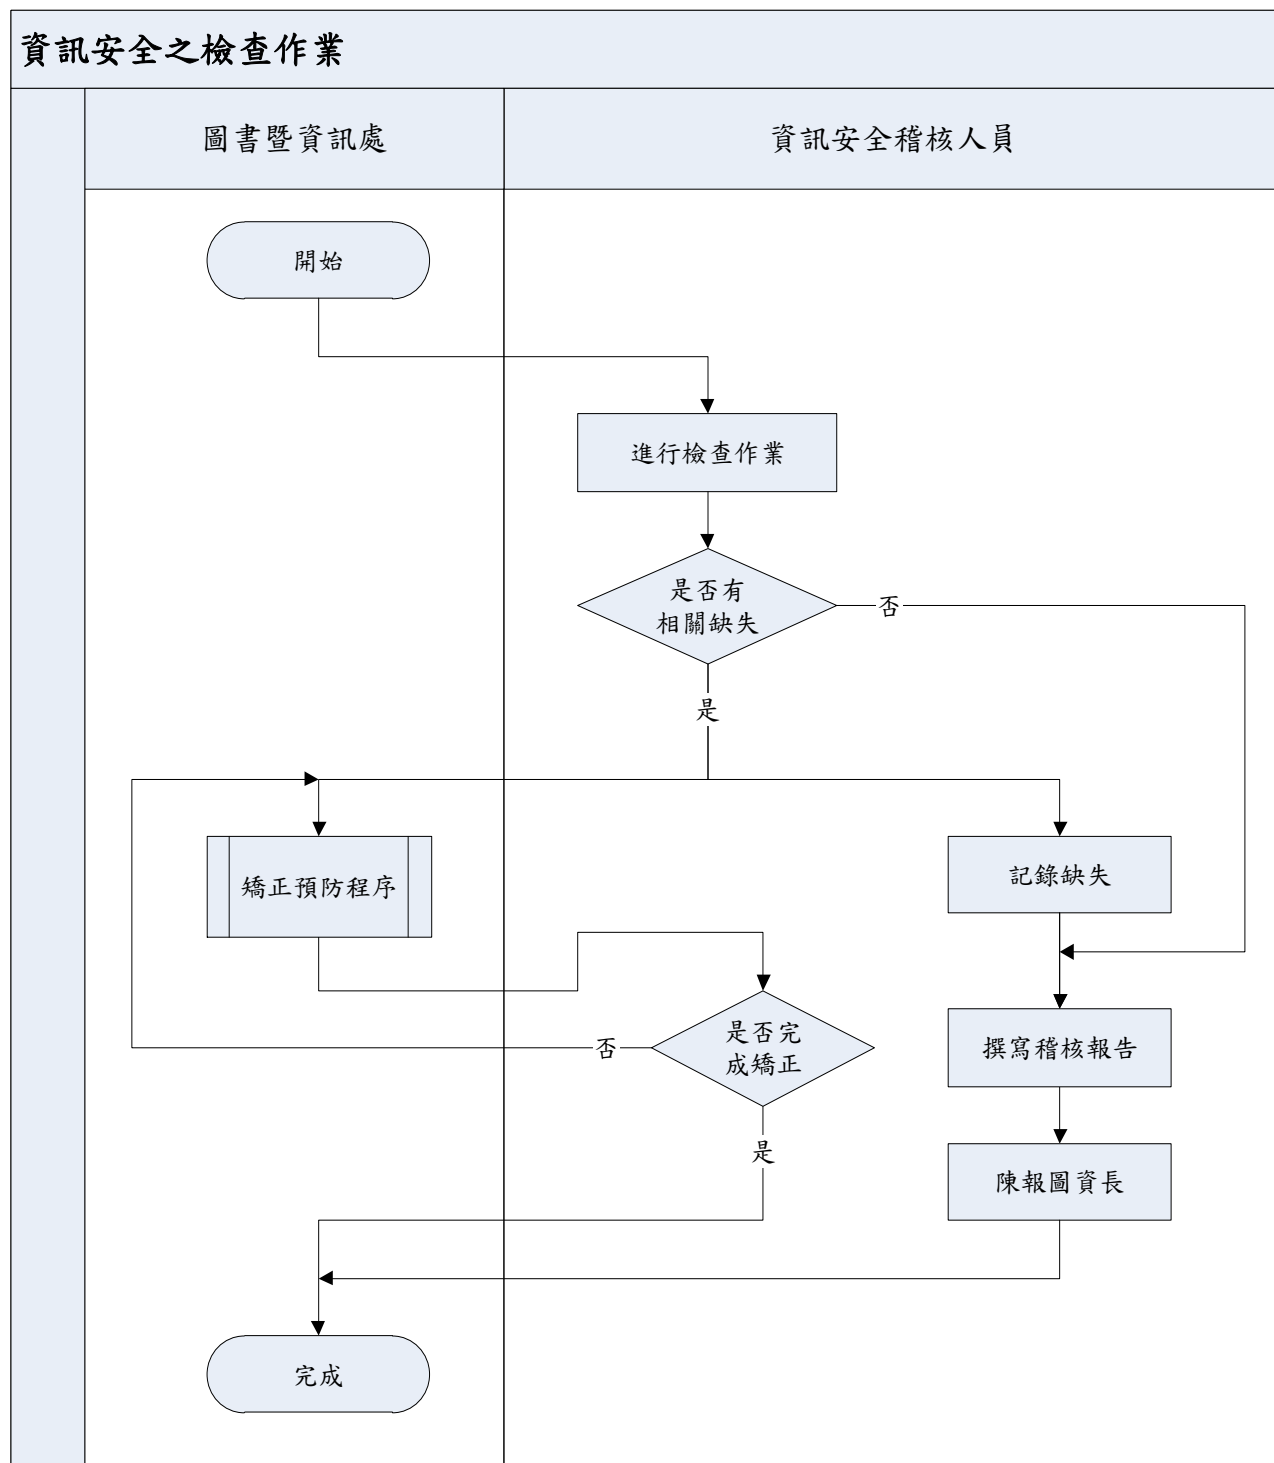 資訊安全之檢查作業
圖書暨資訊處
資訊安全稽核人員
開始
進行檢查作業
是否有
相關缺失
否
是
矯正預防程序
記錄缺失
是否完
成矯正
否
撰寫稽核報告
是
陳報圖資長
完成